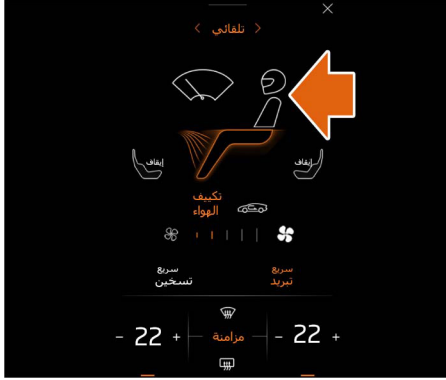 تلقائي
إيقاف
إيقاف
تكييف
الهواء
سريع
تبريد
سريع
تسخين
+ 22 -
مزامنة
+ 22 -